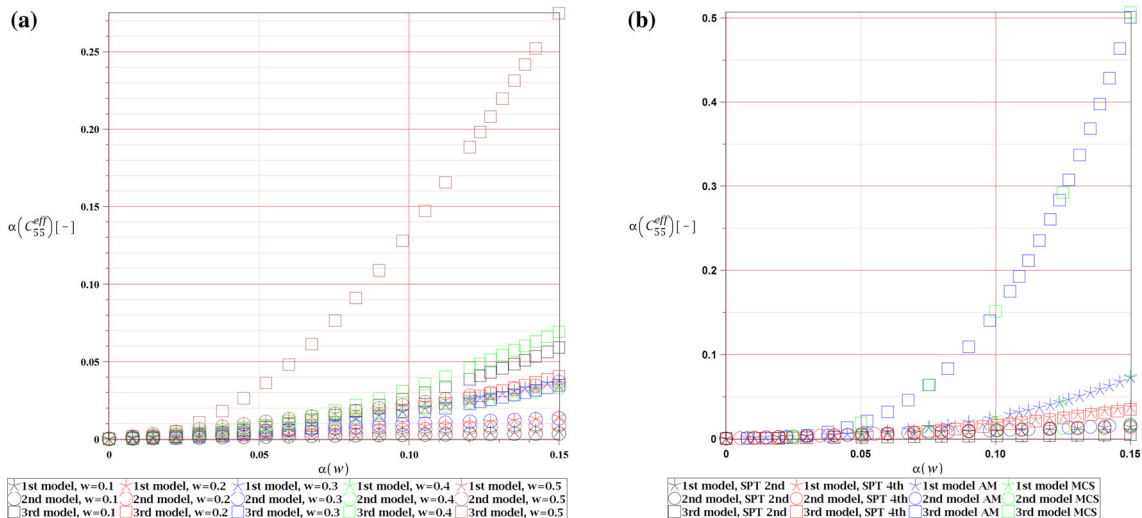 (a)
0.25
0.20
0.15
α(C55^eff)[-]
0.10
0.05
0
0.05
0.10
0.15
α(w)
1st model, w=0.1 1st model, w=0.2 1st model, w=0.3 1st model, w=0.4 1st model, w=0.5
2nd model, w=0.1 2nd model, w=0.2 2nd model, w=0.3 2nd model, w=0.4 2nd model, w=0.5
3rd model, w=0.1 3rd model, w=0.2 3rd model, w=0.3 3rd model, w=0.4 3rd model, w=0.5
(b)
0.5
0.4
0.3
α(C55^eff)[-]
0.2
0.1
0
0
0.05
0.10
0.15
α(w)
1st model, SPT 2nd 1st model, SPT 4th 1st model AM 1st model MCS
2nd model, SPT 2nd 2nd model, SPT 4th 2nd model AM 2nd model MCS
3rd model, SPT 2nd 3rd model, SPT 4th 3rd model AM 3rd model MCS